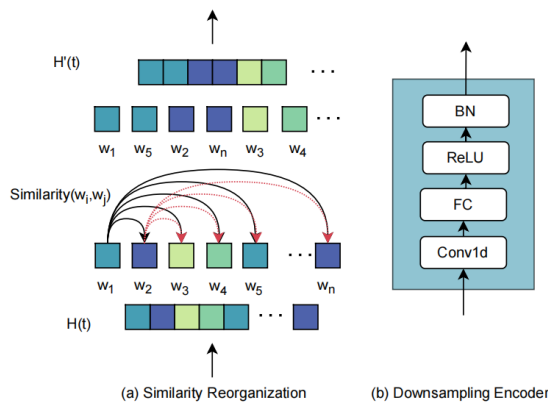 H'(t)
...
w1 w5 w2 wn w3 w4
...
Similarity(wi,wj)
...
w1 w2 w3 w4 w5 wn
H(t)
...
(a) Similarity Reorganization
BN
ReLU
FC
Conv1d
(b) Downsampling Encoder